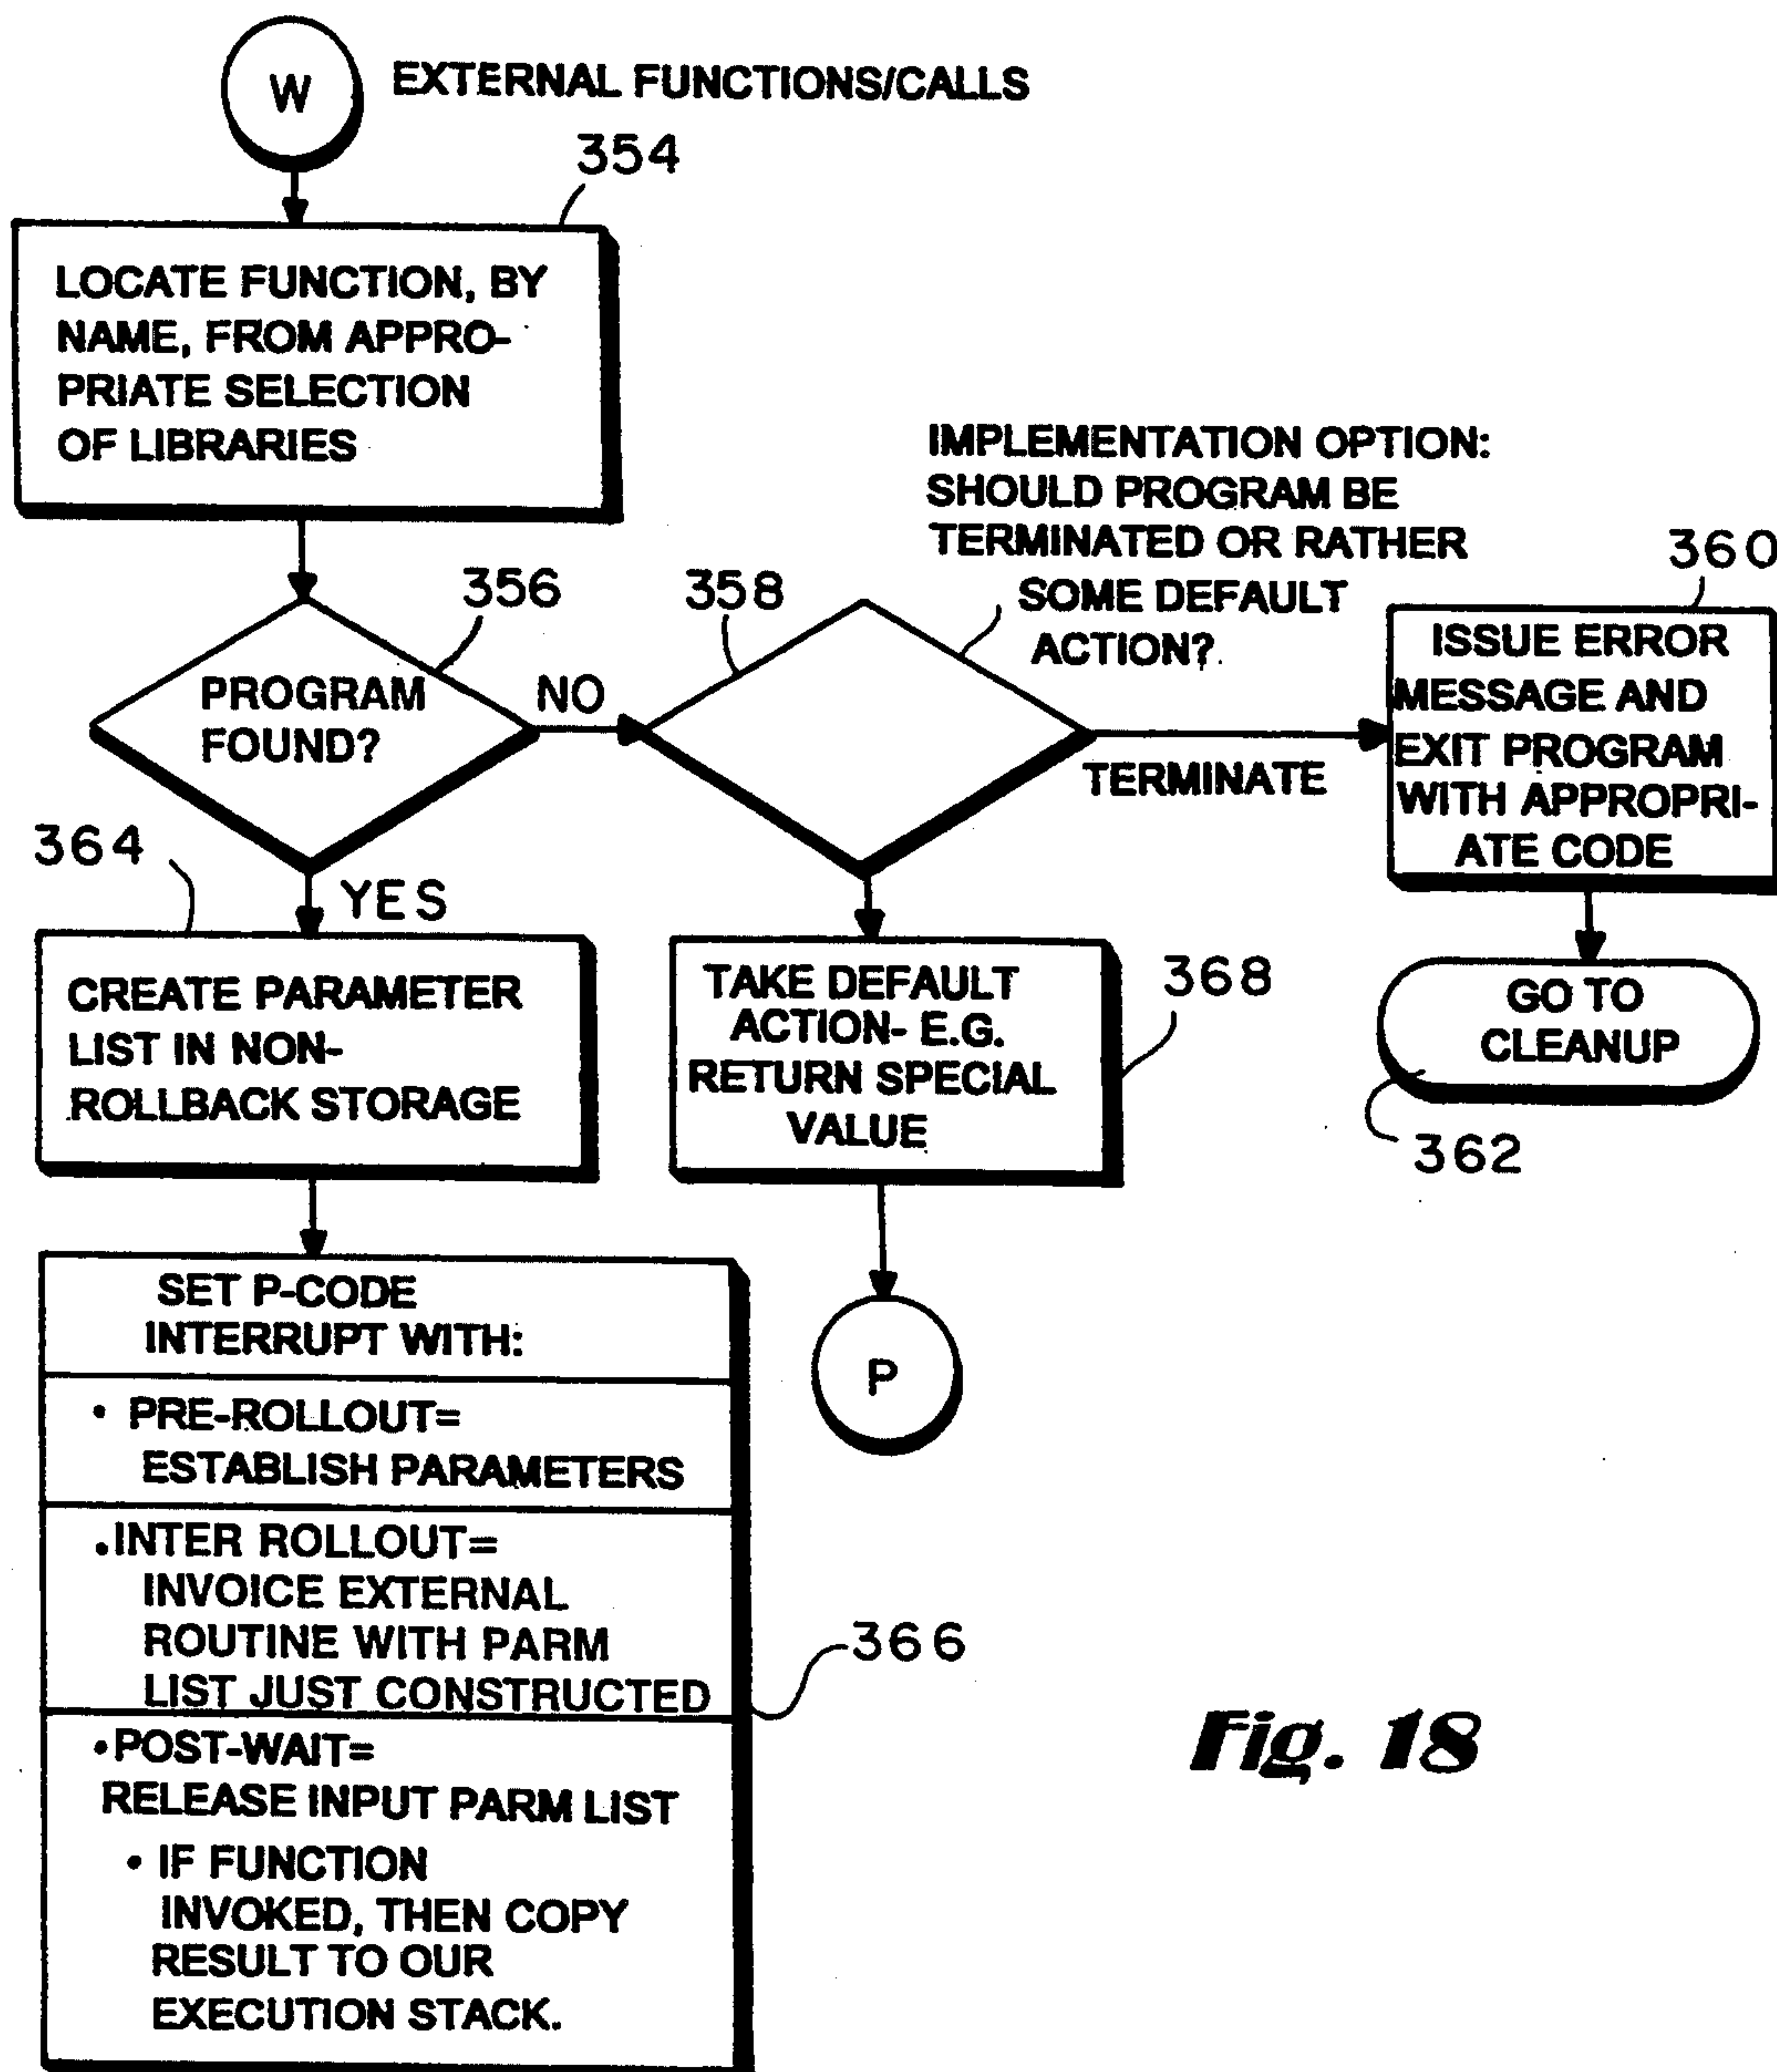 W
EXTERNAL FUNCTIONS/CALLS
354
LOCATE FUNCTION, BY
NAME, FROM APPRO-
PRIATE SELECTION
OF LIBRARIES
356
PROGRAM
FOUND?
NO
358
IMPLEMENTATION OPTION:
SHOULD PROGRAM BE
TERMINATED OR RATHER
SOME DEFAULT
ACTION?
TERMINATE
360
ISSUE ERROR
MESSAGE AND
EXIT PROGRAM
WITH APPROPRI-
ATE CODE
GO TO
CLEANUP
362
364
YES
CREATE PARAMETER
LIST IN NON-
ROLLBACK STORAGE
TAKE DEFAULT
ACTION- E.G.
RETURN SPECIAL
VALUE
368
P
SET P-CODE
INTERRUPT WITH:
• PRE-ROLLOUT=
ESTABLISH PARAMETERS
•INTER ROLLOUT=
INVOICE EXTERNAL
ROUTINE WITH PARM
LIST JUST CONSTRUCTED
366
•POST-WAIT=
RELEASE INPUT PARM LIST
• IF FUNCTION
INVOKED, THEN COPY
RESULT TO OUR
EXECUTION STACK.
Fig. 18